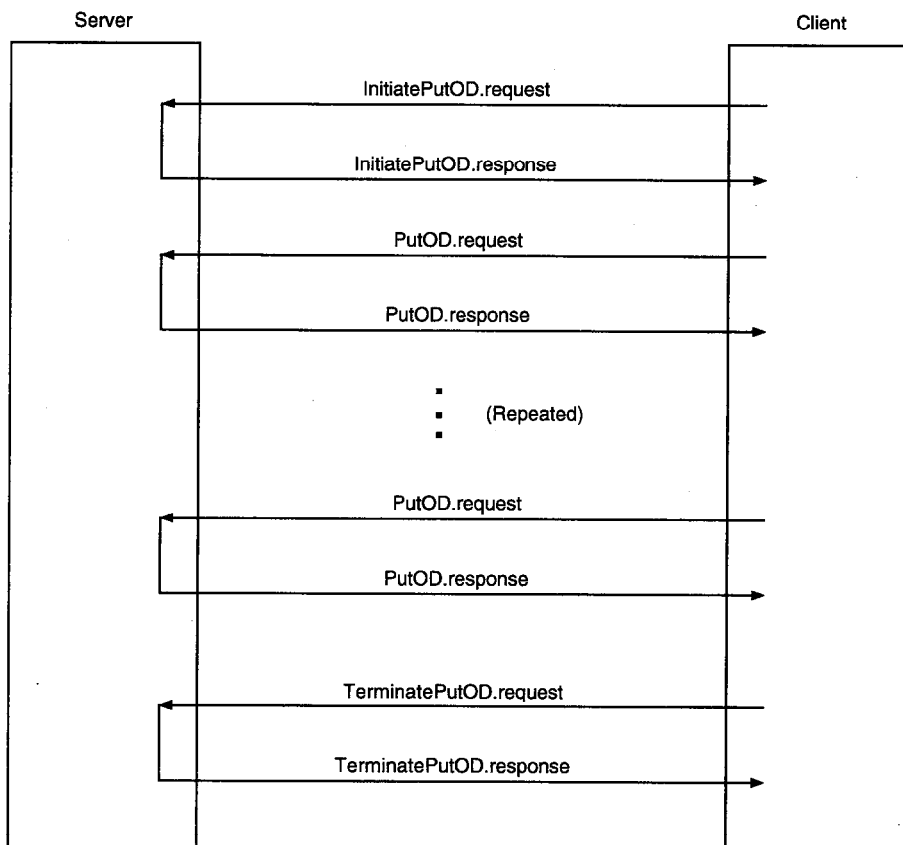 Server
Client
InitiatePutOD.request
InitiatePutOD.response
PutOD.request
PutOD.response
(Repeated)
PutOD.request
PutOD.response
TerminatePutOD.request
TerminatePutOD.response